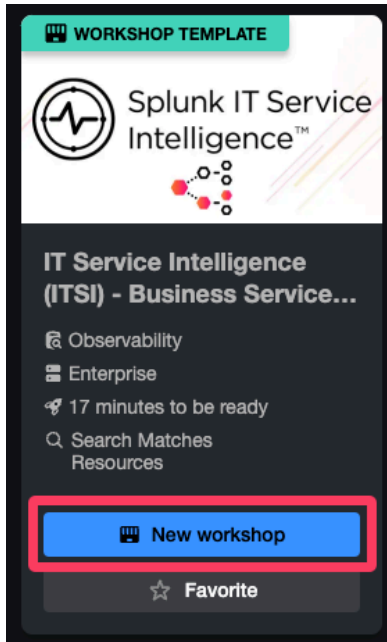 WORKSHOP TEMPLATE
Splunk IT Service
Intelligence™
IT Service Intelligence
(ITSI) - Business Service...
Observability
Enterprise
17 minutes to be ready
Search Matches
Resources
New workshop
Favorite